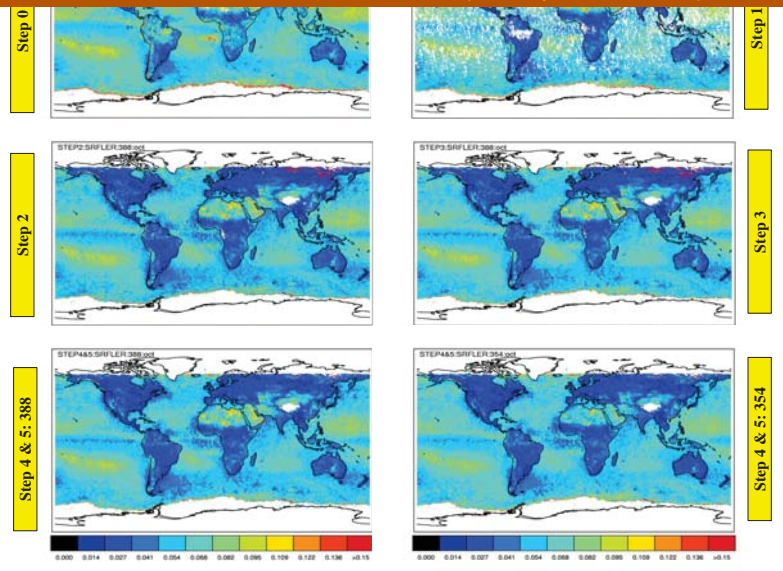 Step 0
Step 1
STEP2:SRFLER:388:oct
STEP3:SRFLER:388:oct
Step 2
Step 3
STEP4&5:SRFLER:388:oct
STEP4&5:SRFLER:354:oct
Step 4 & 5: 388
Step 4 & 5: 354
0.000 0.014 0.027 0.041 0.054 0.068 0.082 0.095 0.109 0.122 0.136 >0.15
0.000 0.014 0.027 0.041 0.054 0.068 0.082 0.095 0.109 0.122 0.136 >0.15